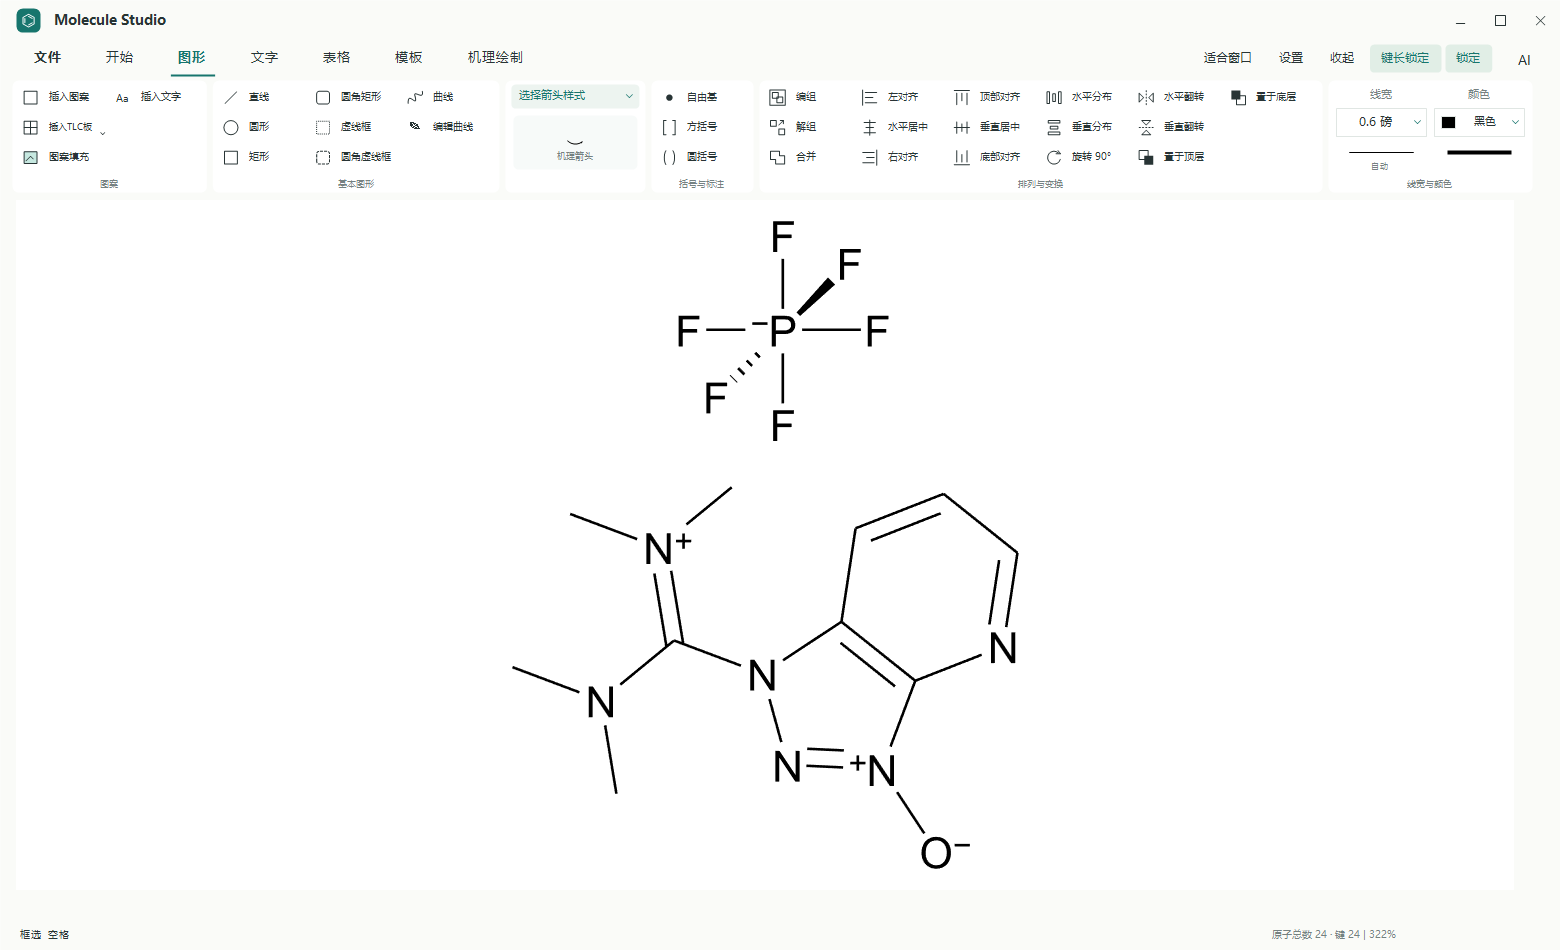 Molecule Studio
文件 开始 图形 文字 表格 模板 机理绘制 适合窗口 设置 收起 键长锁定 锁定 AI
插入图案 Aa 插入文字 直线 圆角矩形 曲线 选择箭头样式 自由基 编组 左对齐 顶部对齐 水平分布 水平翻转 置于底层 线宽 颜色
插入TLC板 圆形 虚线框 编辑曲线 方括号 解组 水平居中 垂直居中 垂直分布 垂直翻转 0.6 磅 黑色
图案填充 矩形 圆角虚线框 机理箭头 圆括号 合并 右对齐 底部对齐 旋转 90° 置于顶层 自动
图案 基本图形 括号与标注 排列与变换 线宽与颜色
F
F
F −P F
F
F
N+
N
N
N
N +N
O−
框选 空格 原子总数 24 · 键 24 | 322%